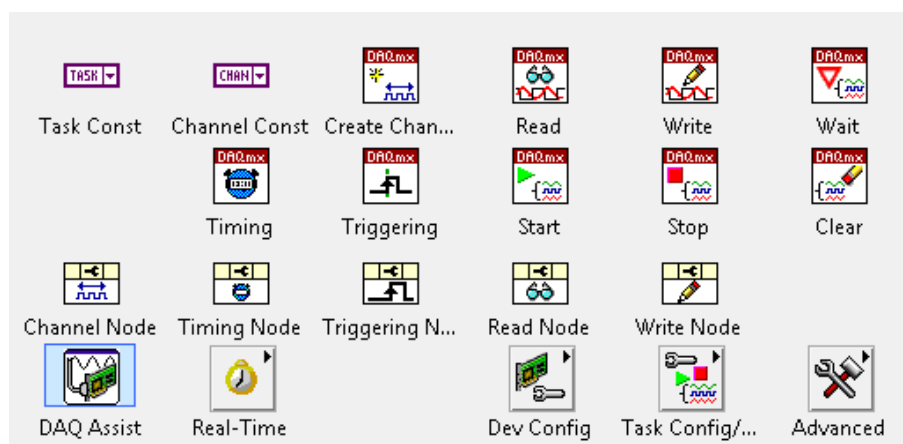 DAQmx DAQmx DAQmx DAQmx
TASK CHAN
Task Const Channel Const Create Chan... Read Write Wait
DAQmx DAQmx DAQmx DAQmx DAQmx
Timing Triggering Start Stop Clear
Channel Node Timing Node Triggering N... Read Node Write Node
DAQ Assist Real-Time Dev Config Task Config/... Advanced